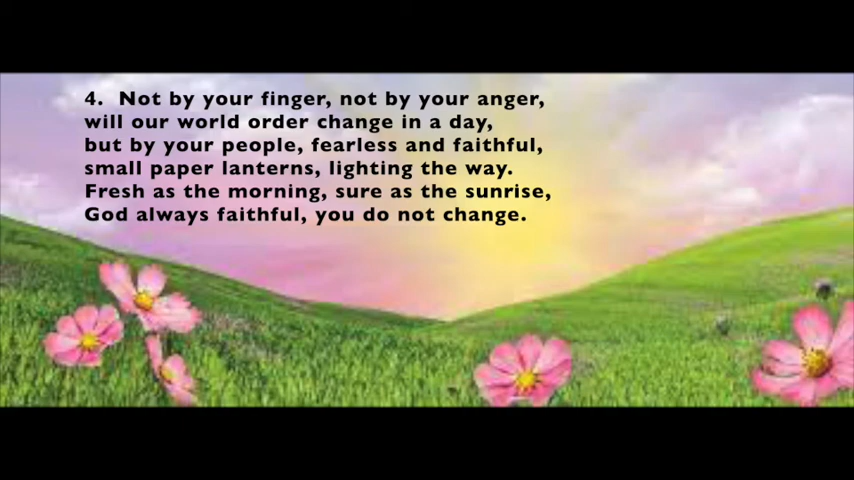 4. Not by your finger, not by your anger,
will our world order change in a day,
but by your people, fearless and faithful,
small paper lanterns, lighting the way.
Fresh as the morning, sure as the sunrise,
God always faithful, you do not change.